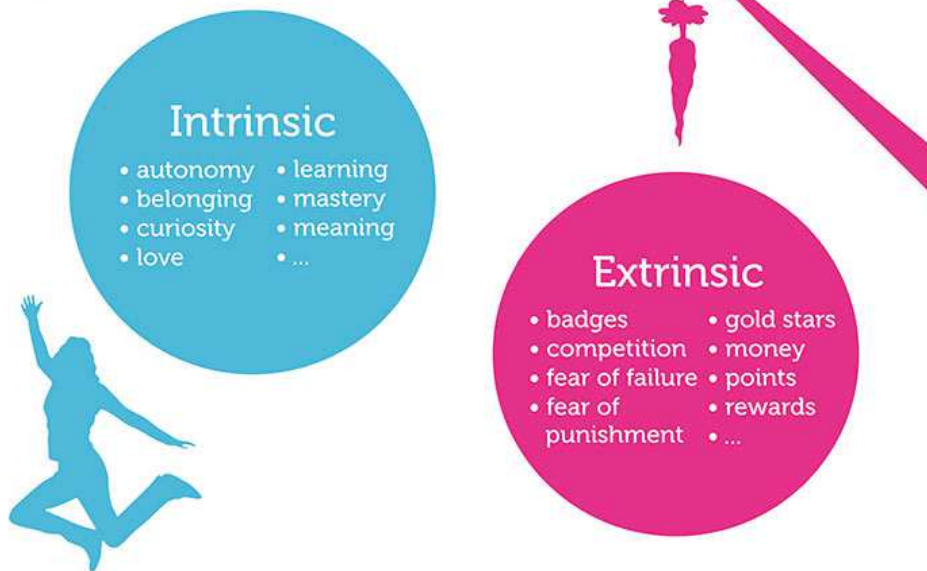 Intrinsic
• autonomy
• belonging
• curiosity
• love
• learning
• mastery
• meaning
• ...
Extrinsic
• badges
• competition
• fear of failure
• fear of
punishment
• gold stars
• money
• points
• rewards
• ...